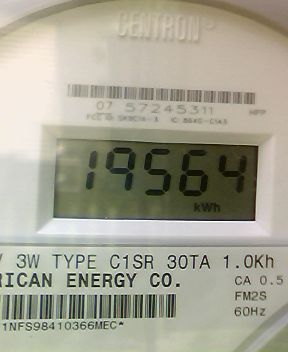 CENTRON
07 57245311
19564
kWh
3W TYPE C1SR 30TA 1.0Kh
RICAN ENERGY CO.
CA 0.5
FM2S
60Hz
1NFS98410366MEC*